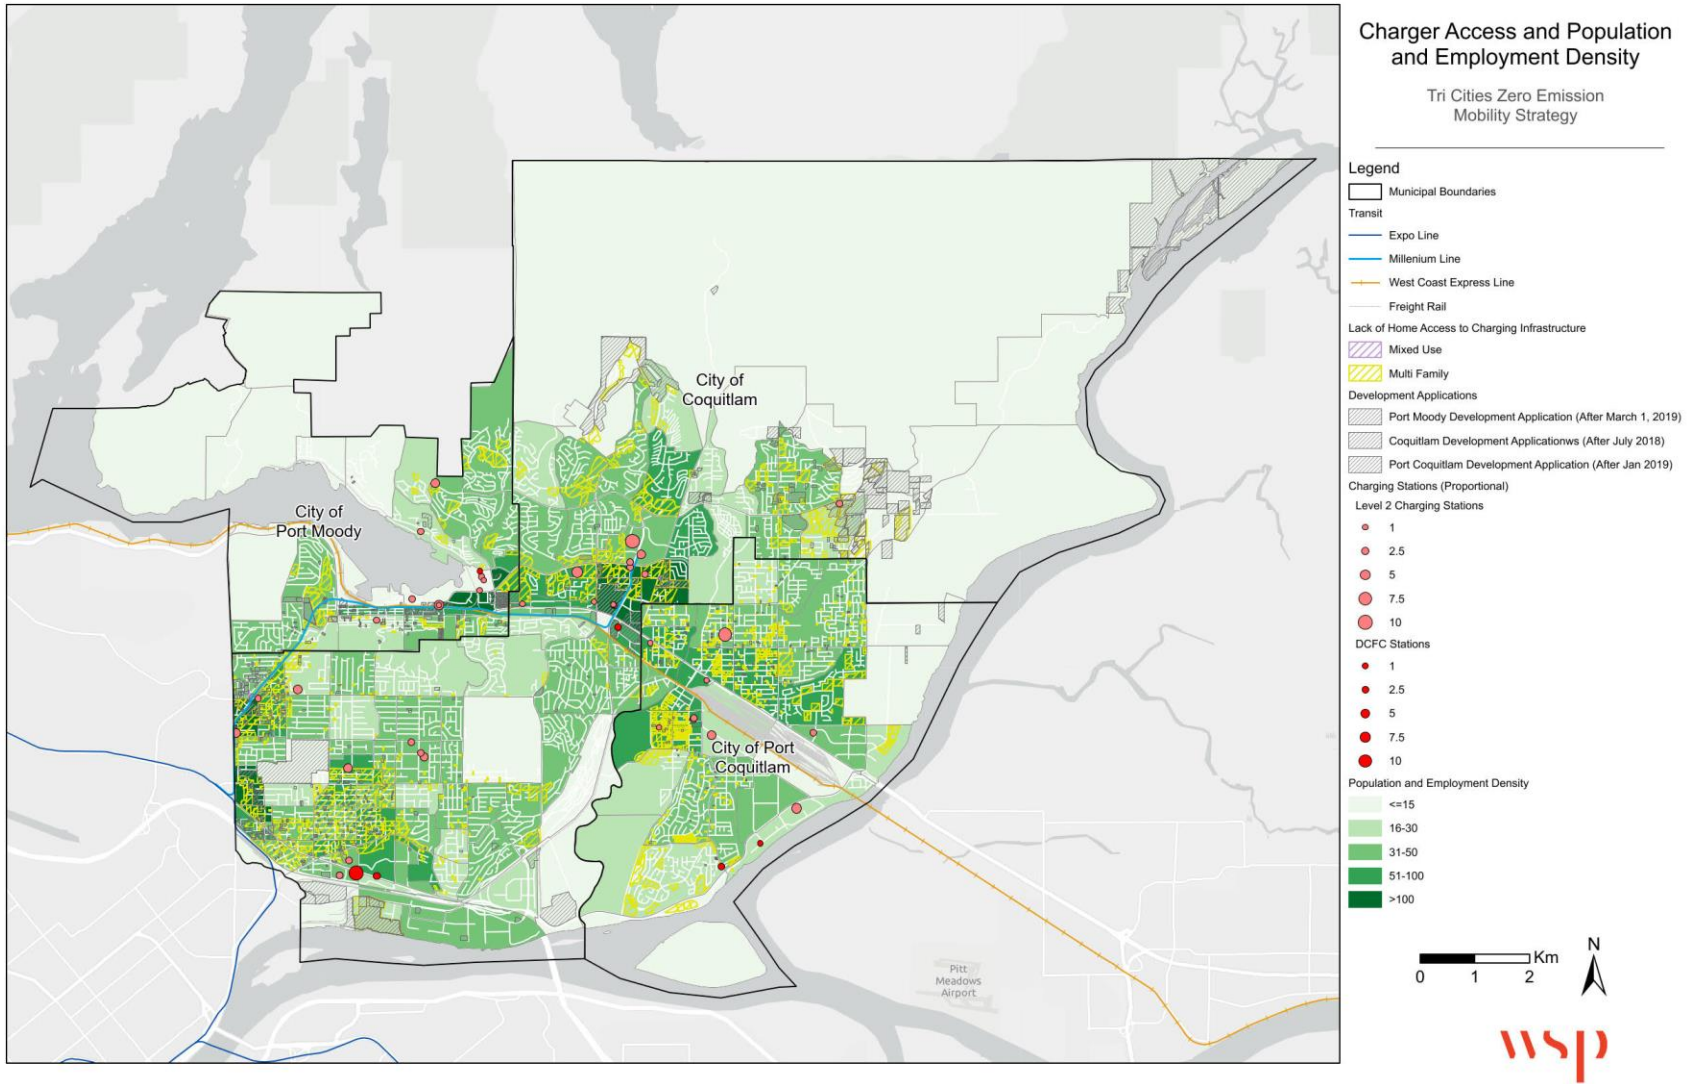 Charger Access and Population
and Employment Density
Tri Cities Zero Emission
Mobility Strategy
Legend
Municipal Boundaries
Transit
Expo Line
Millenium Line
West Coast Express Line
Freight Rail
Lack of Home Access to Charging Infrastructure
Mixed Use
Multi Family
Development Applications
Port Moody Development Application (After March 1, 2019)
Coquitlam Development Applicationws (After July 2018)
Port Coquitlam Development Application (After Jan 2019)
Charging Stations (Proportional)
Level 2 Charging Stations
1
2.5
5
7.5
10
DCFC Stations
1
2.5
5
7.5
10
Population and Employment Density
<=15
16-30
31-50
51-100
>100
Km
0 1 2
N
wsp
City of
Coquitlam
City of
Port Moody
City of Port
Coquitlam
Pitt
Meadows
Airport